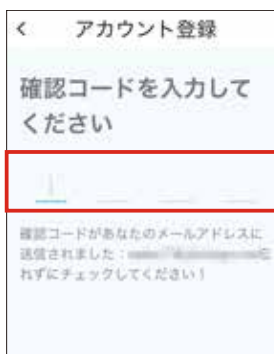 < アカウント登録
確認コードを入力して
ください
確認コードがあなたのメールアドレスに
送信されました：
れずにチェックしてください！